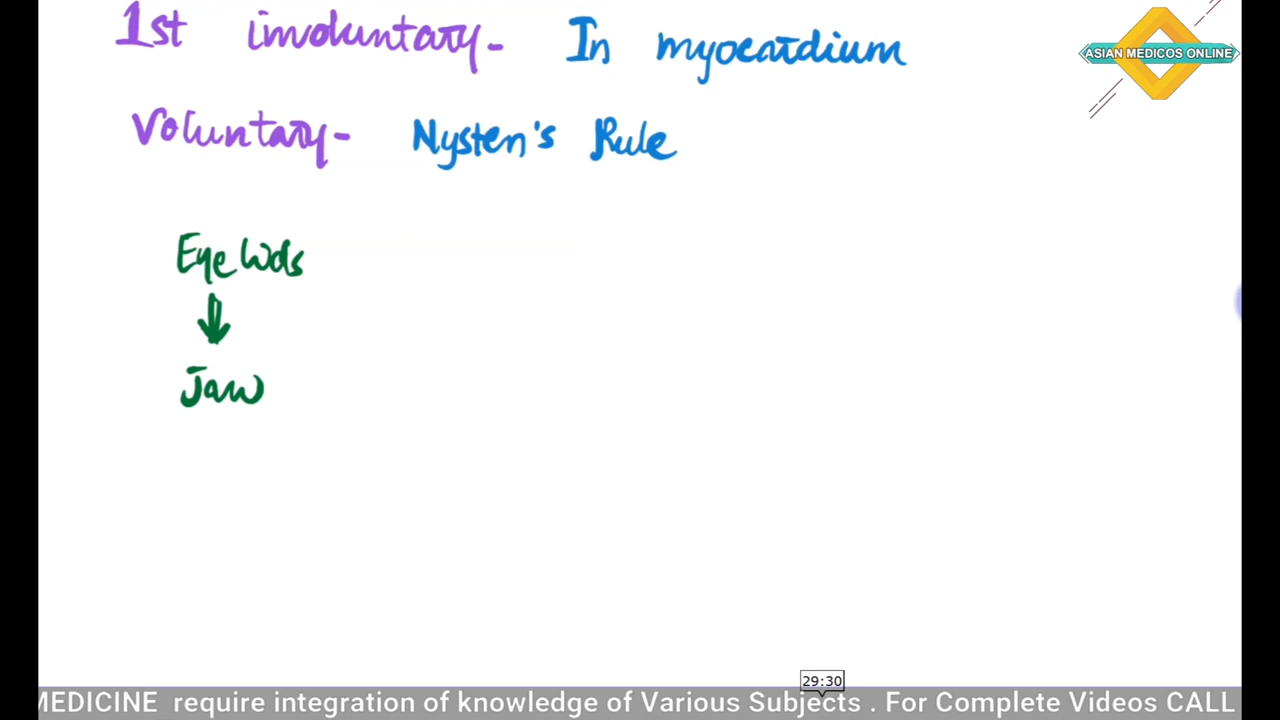 1st involuntary- In myocardium
ASIAN MEDICOS ONLINE
Voluntary- Nysten's Rule
Eye lids
Jaw
29:30
MEDICINE require integration of knowledge of Various Subjects . For Complete Videos CALL